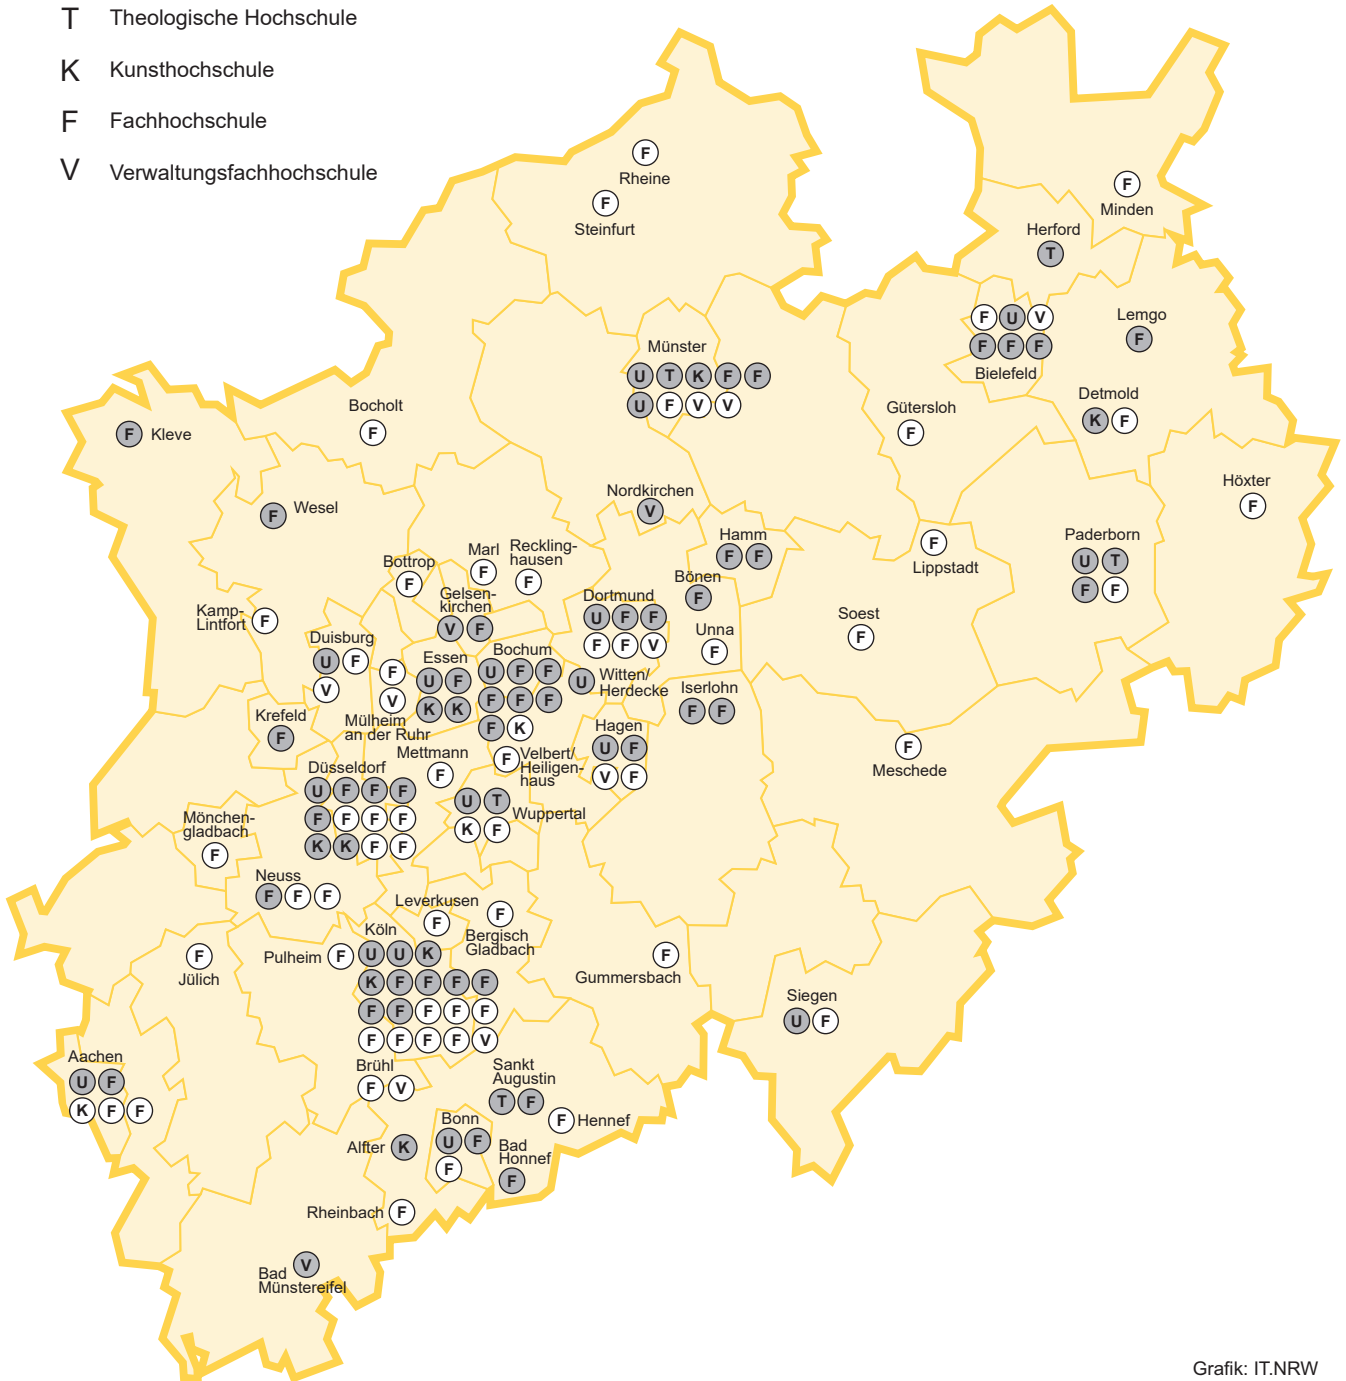 T Theologische Hochschule
K Kunsthochschule
F Fachhochschule
V Verwaltungsfachhochschule
F
Rheine
F
Steinfurt
F
Minden
Herford
T
F U V
F F F
Bielefeld
Lemgo
F
Detmold
K F
Münster
U T K F F
U F V V
Bocholt
F
Gütersloh
F
F Kleve
Höxter
F
F Wesel
Nordkirchen
V
Hamm
F F
F
Lippstadt
Paderborn
U T
F F
Marl
F
Reckling-
hausen
F
Bottrop
F
Gelsen-
kirchen
V F
Bönen
F
Dortmund
U F F
F F V
Kamp-
Lintfort F
Unna
F
Soest
F
Duisburg
U F
V
F
V
Mülheim
an der Ruhr
Essen
U F
K K
Bochum
U F F
F F F
F K
U Witten/
Herdecke
Iserlohn
F F
Krefeld
F
Hagen
U F
V F
F
Meschede
Mettmann
F
F Velbert/
Heiligen-
haus
Düsseldorf
U F F F
F F F F
K K F F
U T
K F
Wuppertal
Mönchen-
gladbach
F
Neuss
F F F
Leverkusen
F
F
Bergisch
Gladbach
F
Jülich
Pulheim F
Köln
U U K
K F F F F
F F F F F
F F F F V
F
Gummersbach
Siegen
U F
Aachen
U F
K F F
Brühl
F V
Sankt
Augustin
T F
F Hennef
Alfter K
Bonn
U F
F
Bad
Honnef
F
Rheinbach F
V
Bad
Münstereifel
Grafik: IT.NRW